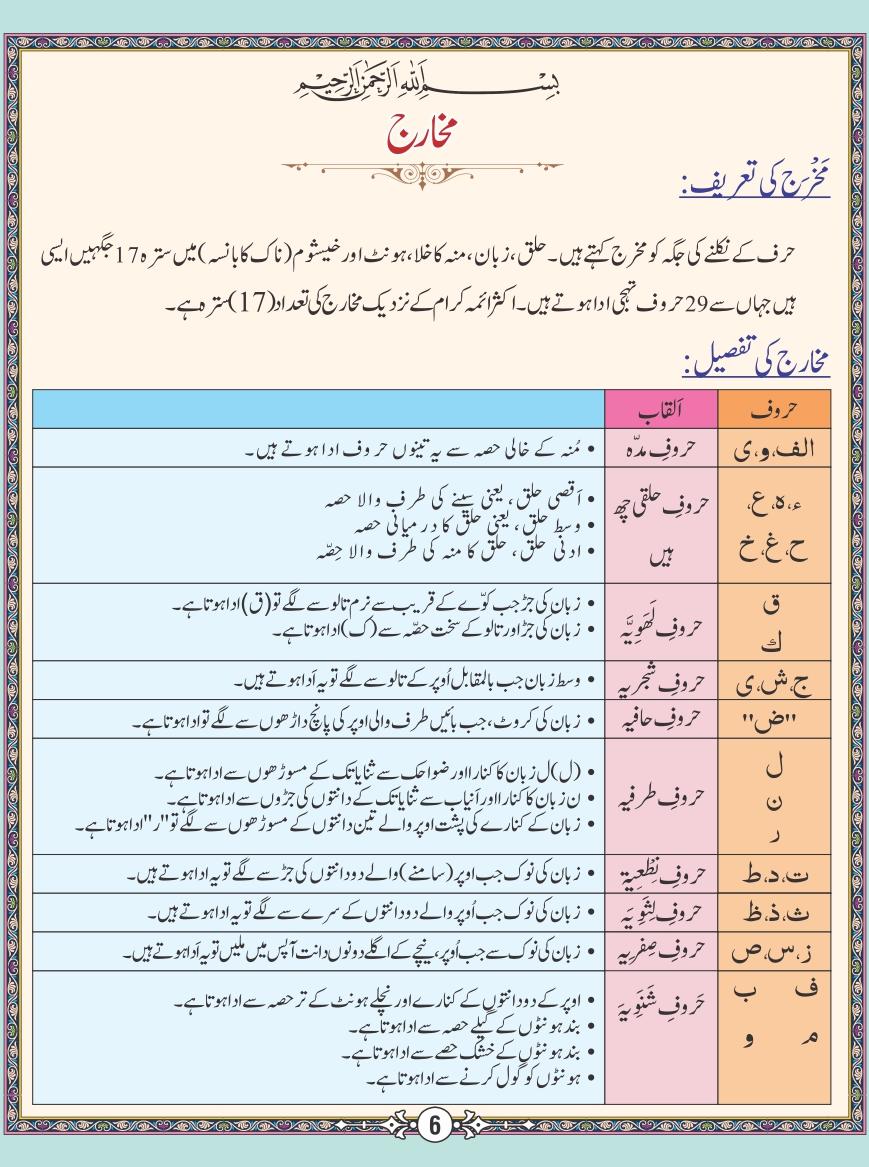 بِسْمِ اللهِ الرَّحْمٰنِ الرَّحِيْمِ
مخارج
مَخْرَج کی تعریف:
حرف کے نکلنے کی جگہ کو مخرج کہتے ہیں۔ حلق، زبان، منہ کا خلا، ہونٹ اور خیشوم (ناک کا بانسہ) میں سترہ 17 جگہیں ایسی
ہیں جہاں سے 29 حروف تہجی ادا ہوتے ہیں۔ اکثر ائمہ کرام کے نزدیک مخارج کی تعداد (17) سترہ ہے۔
مخارج کی تفصیل:
حروف اَلقاب
الف، و، ی حروفِ مدّہ • مُنہ کے خالی حصہ سے یہ تینوں حروف ادا ہوتے ہیں۔
ء، ہ، ع،
ح، غ، خ
حروفِ حلقی چھ
ہیں
• اَقصی حلق، یعنی سینے کی طرف والا حصہ
• وسط حلق، یعنی حلق کا درمیانی حصہ
• ادنی حلق، حلق کا منہ کی طرف والا حِصّہ
ق
ك
حروفِ لَھَوِیَّہ
• زبان کی جڑ جب کوّے کے قریب سے نرم تالو سے لگے تو (ق) ادا ہوتا ہے۔
• زبان کی جڑ اور تالو کے سخت حصّہ سے (ک) ادا ہوتا ہے۔
ج، ش، ی حروفِ شجریہ • وسط زبان جب بالمقابل اُوپر کے تالو سے لگے تو یہ اَدا ہوتے ہیں۔
"ض" حروفِ حافیہ • زبان کی کروٹ، جب بائیں طرف والی اوپر کی پانچ داڑھوں سے لگے تو ادا ہوتا ہے۔
ل
ن
ر
حروفِ طرفیہ
• (ل) ل زبان کا کنارا اور ضواحک سے ثنایا تک کے مسوڑھوں سے ادا ہوتا ہے۔
• ن زبان کا کنارا اور اَنیاب سے ثنایا تک کے دانتوں کی جڑوں سے ادا ہوتا ہے۔
• زبان کے کنارے کی پشت اوپر والے تین دانتوں کے مسوڑھوں سے لگے تو "ر" ادا ہوتا ہے۔
ت، د، ط حروفِ نِطْعِیۃ • زبان کی نوک جب اوپر (سامنے) والے دو دانتوں کی جڑ سے لگے تو یہ ادا ہوتے ہیں۔
ث، ذ، ظ حروفِ لِثَوِیَہ • زبان کی نوک جب اُوپر والے دو دانتوں کے سرے سے لگے تو یہ ادا ہوتے ہیں۔
ز، س، ص حروفِ صِفرِیہ • زبان کی نوک سے جب اُوپر، نیچے کے اگلے دونوں دانت آپس میں ملیں تو یہ اَدا ہوتے ہیں۔
ف ب
م و
حَروفِ شَنَوِیۃَ
• اوپر کے دو دانتوں کے کنارے اور نچلے ہونٹ کے تر حصہ سے ادا ہوتا ہے۔
• بند ہونٹوں کے گیلے حصہ سے ادا ہوتا ہے۔
• بند ہونٹوں کے خشک حصے سے ادا ہوتا ہے۔
• ہونٹوں کو گول کرنے سے ادا ہوتا ہے۔
6